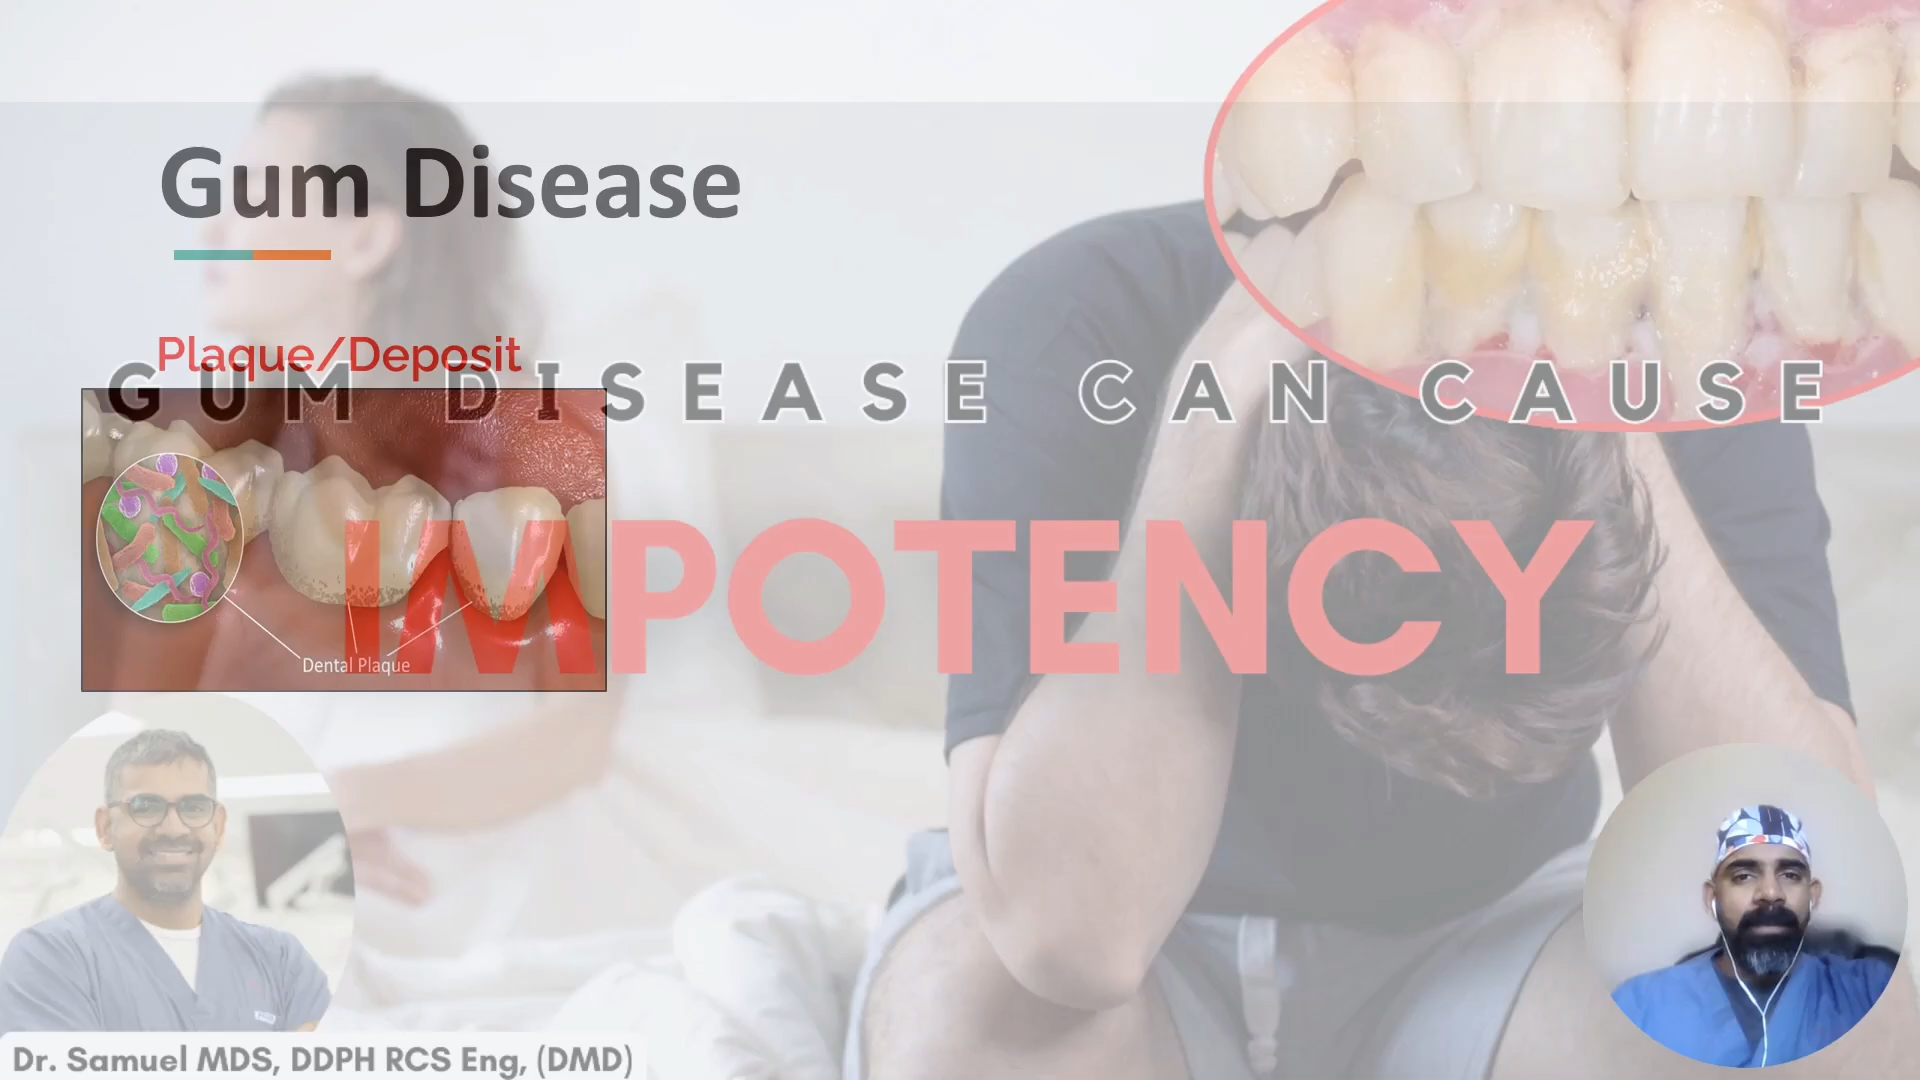 Gum Disease
Plaque/Deposit
GUM DISEASE CAN CAUSE
IMPOTENCY
Dental Plaque
Dr. Samuel MDS, DDPH RCS Eng, (DMD)